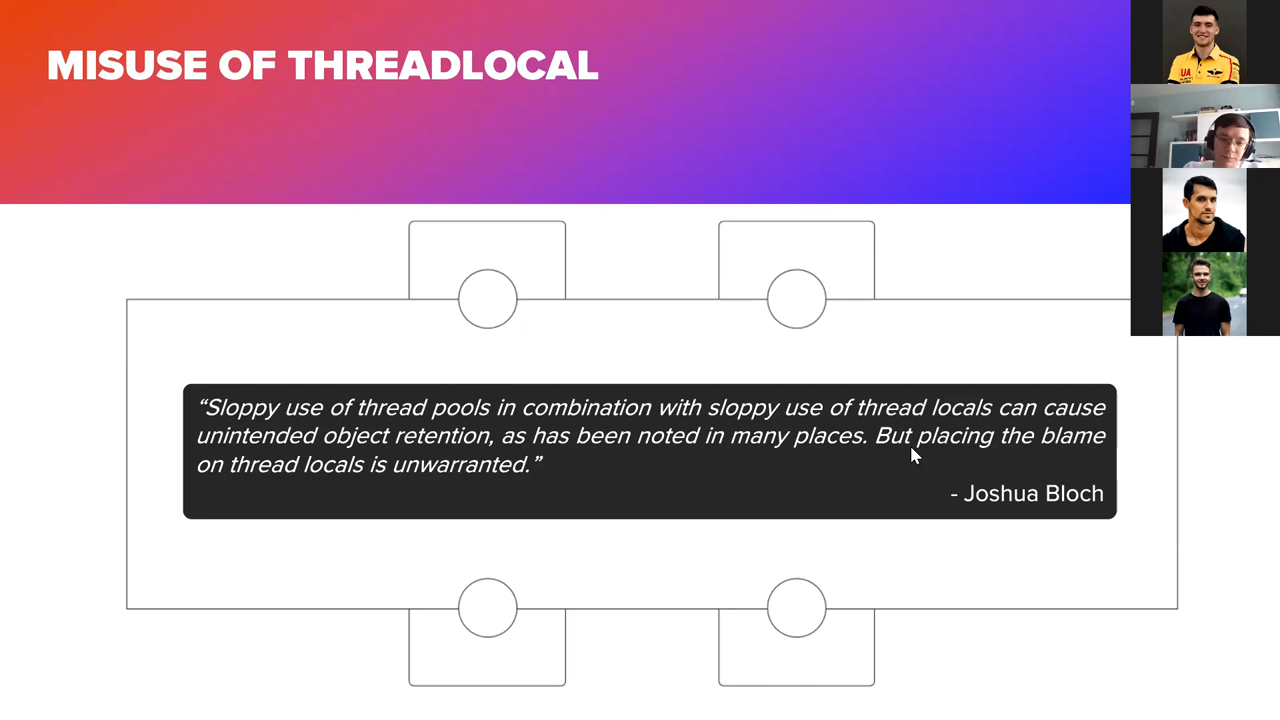 MISUSE OF THREADLOCAL
UA
“Sloppy use of thread pools in combination with sloppy use of thread locals can cause
unintended object retention, as has been noted in many places. But placing the blame
on thread locals is unwarranted.”
- Joshua Bloch